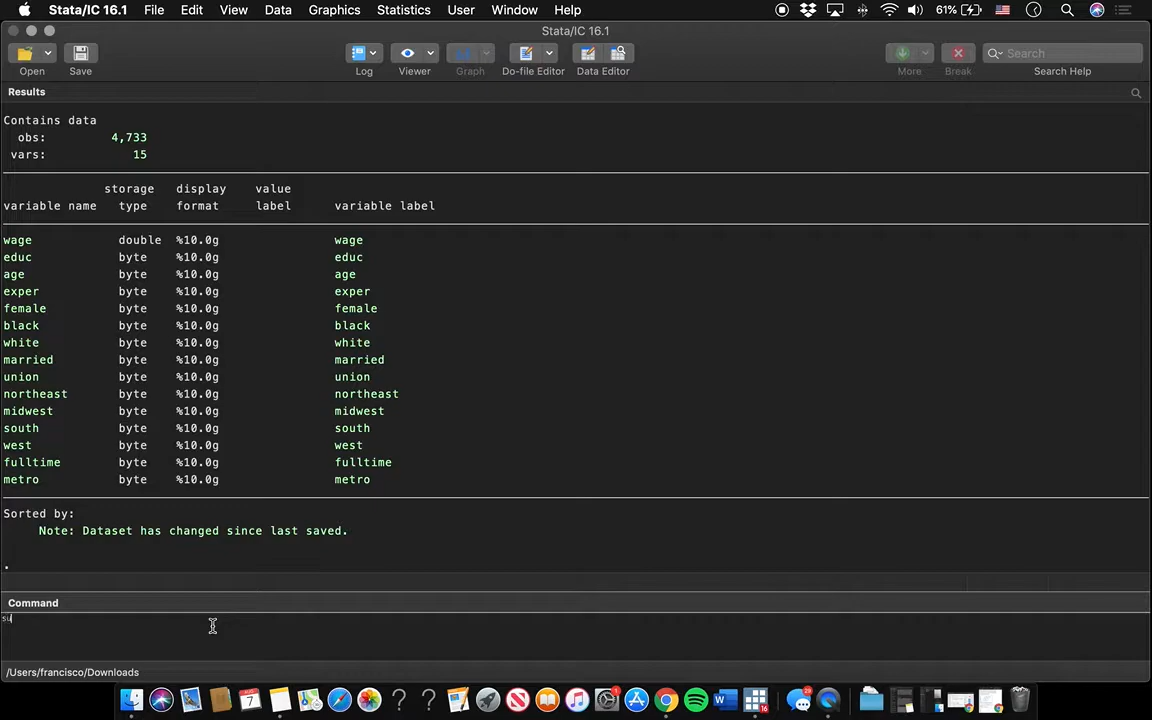 Stata/IC 16.1 File Edit View Data Graphics Statistics User Window Help 61%
Stata/IC 16.1
Open Save Log Viewer Graph Do-file Editor Data Editor More Break Search
Search Help
Results
Contains data
obs: 4,733
vars: 15
storage display value
variable name type format label variable label
wage double %10.0g wage
educ byte %10.0g educ
age byte %10.0g age
exper byte %10.0g exper
female byte %10.0g female
black byte %10.0g black
white byte %10.0g white
married byte %10.0g married
union byte %10.0g union
northeast byte %10.0g northeast
midwest byte %10.0g midwest
south byte %10.0g south
west byte %10.0g west
fulltime byte %10.0g fulltime
metro byte %10.0g metro
Sorted by:
Note: Dataset has changed since last saved.
.
Command
su
/Users/francisco/Downloads